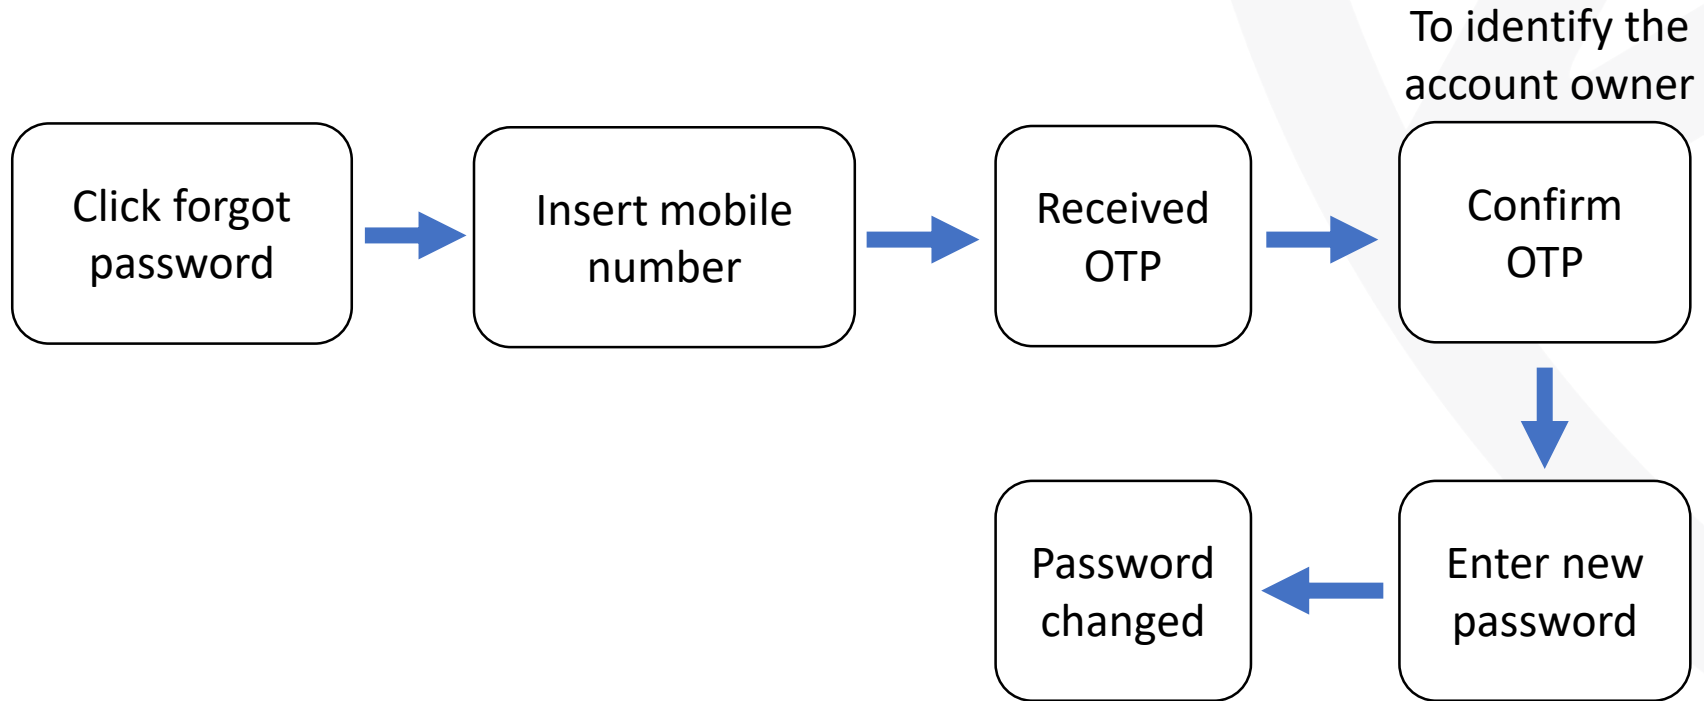 To identify the
account owner
Click forgot
password
Insert mobile
number
Received
OTP
Confirm
OTP
Enter new
password
Password
changed